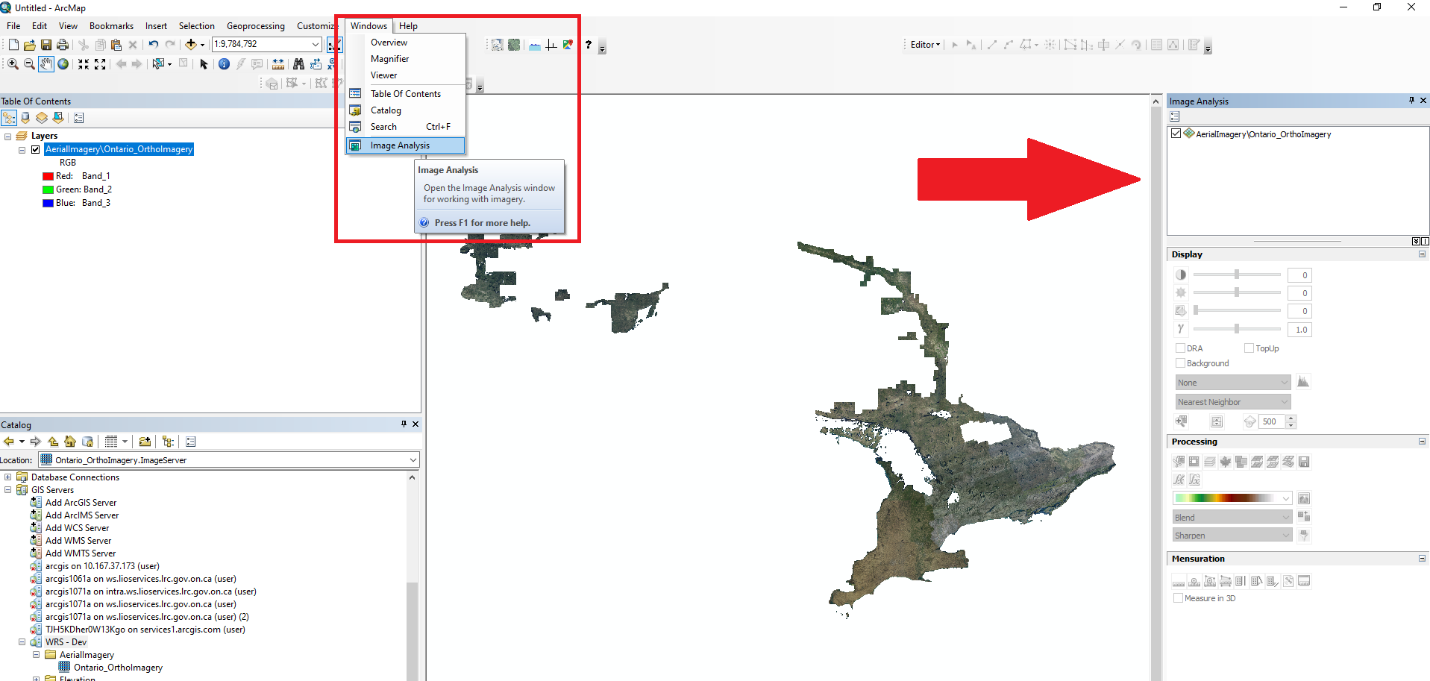 Untitled - ArcMap
File Edit View Bookmarks Insert Selection Geoprocessing Customize Windows Help
1:9,784,792
Editor
Overview
Magnifier
Viewer
Table Of Contents
Catalog
Search Ctrl+F
Image Analysis
Image Analysis
Open the Image Analysis window
for working with imagery.
Press F1 for more help.
Table Of Contents
Layers
AerialImagery\Ontario_OrthoImagery
RGB
Red: Band_1
Green: Band_2
Blue: Band_3
Catalog
Location: Ontario_OrthoImagery.ImageServer
Database Connections
GIS Servers
Add ArcGIS Server
Add ArcIMS Server
Add WCS Server
Add WMS Server
Add WMTS Server
arcgis on 10.167.37.173 (user)
arcgis1061a on ws.lioservices.lrc.gov.on.ca (user)
arcgis1071a on intra.ws.lioservices.lrc.gov.on.ca (user)
arcgis1071a on ws.lioservices.lrc.gov.on.ca (user)
arcgis1071a on ws.lioservices.lrc.gov.on.ca (user) (2)
TJH5KDher0W13Kgo on services1.arcgis.com (user)
WRS - Dev
AerialImagery
Ontario_OrthoImagery
Elevation
Image Analysis
AerialImagery\Ontario_OrthoImagery
Display
0
0
0
γ 1.0
DRA TopUp
Background
None
Nearest Neighbor
500
Processing
Blend
Sharpen
Mensuration
Measure in 3D